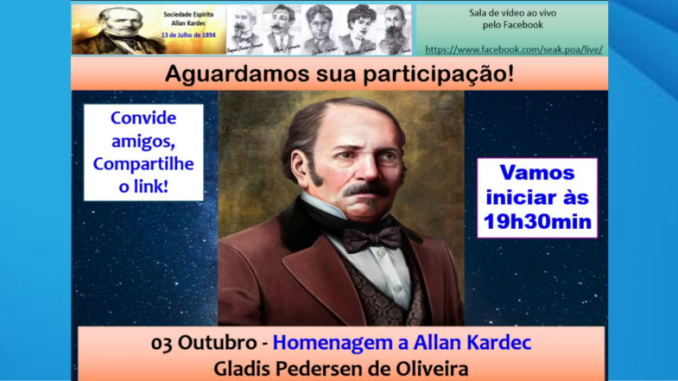 Sociedade Espírita
Allan Kardec
13 de Julho de 1894
Sala de vídeo ao vivo
pelo Facebook
https://www.facebook.com/seak.poa/live/
Aguardamos sua participação!
Convide
amigos,
Compartilhe
o link!
Vamos
iniciar às
19h30min
03 Outubro - Homenagem a Allan Kardec
Gladis Pedersen de Oliveira